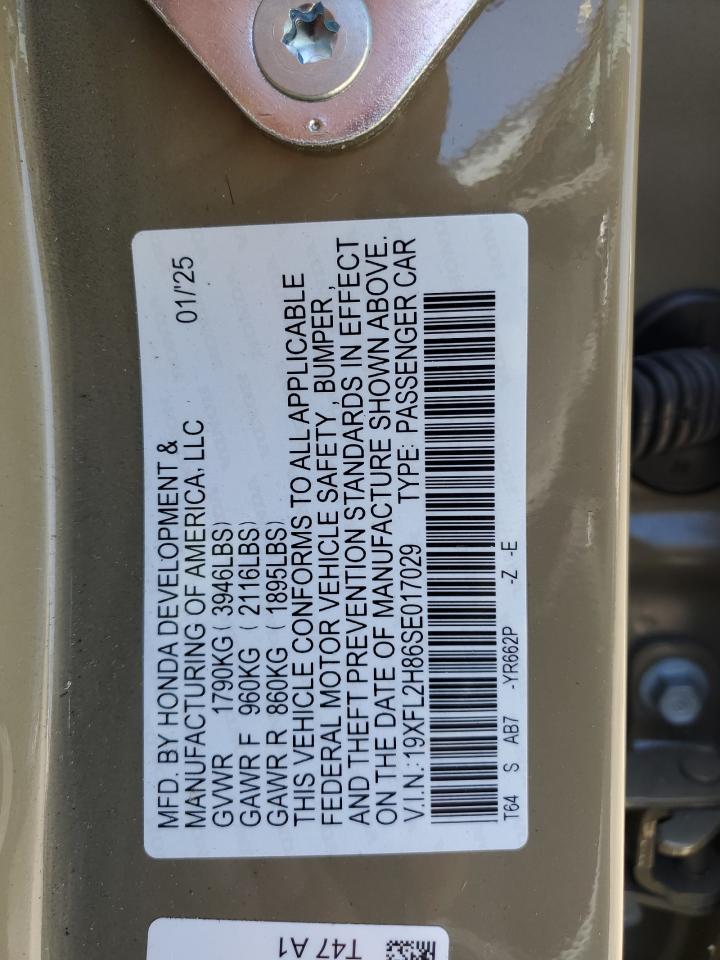 MFD. BY HONDA DEVELOPMENT &
MANUFACTURING OF AMERICA, LLC 01/'25
GVWR 1790KG (3946LBS)
GAWR F 960KG ( 2116LBS)
GAWR R 860KG ( 1895LBS)
THIS VEHICLE CONFORMS TO ALL APPLICABLE
FEDERAL MOTOR VEHICLE SAFETY, BUMPER,
AND THEFT PREVENTION STANDARDS IN EFFECT
ON THE DATE OF MANUFACTURE SHOWN ABOVE.
V.I.N.: 19XFL2H86SE017029 TYPE: PASSENGER CAR
T64 S AB7 -YR662P -Z -E
T47 A1